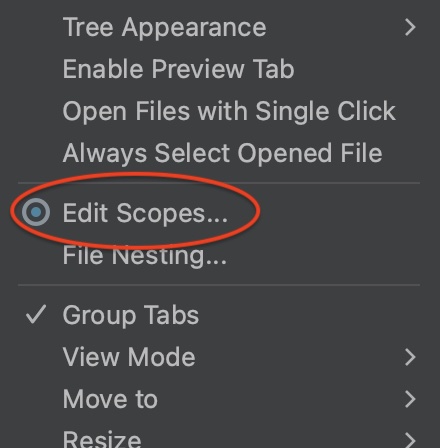 Tree Appearance
Enable Preview Tab
Open Files with Single Click
Always Select Opened File
Edit Scopes...
File Nesting...
Group Tabs
View Mode
Move to
Resize